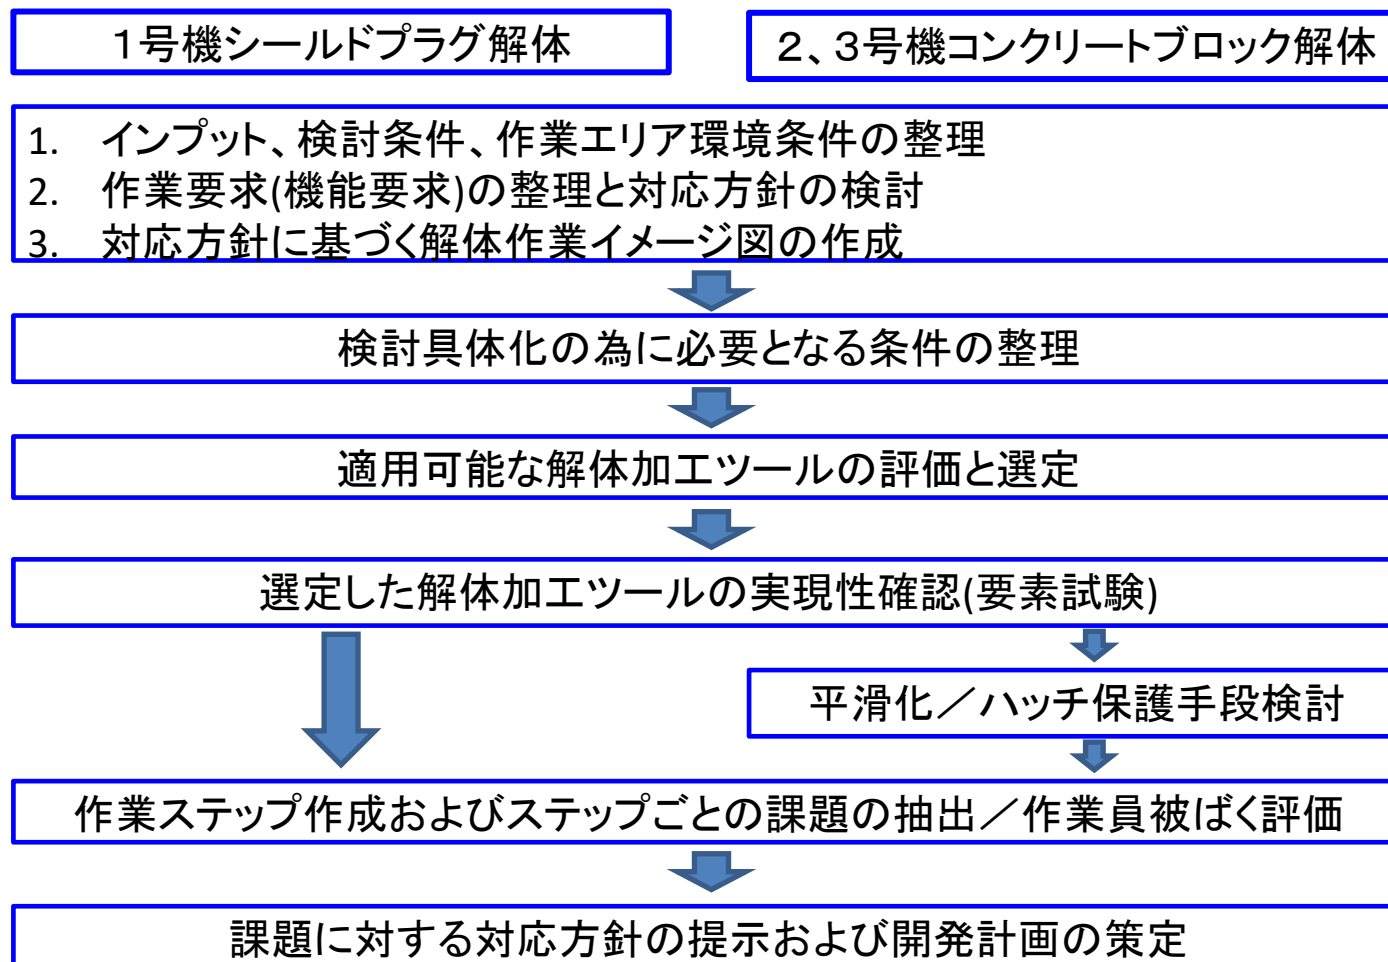 １号機シールドプラグ解体
２、３号機コンクリートブロック解体
1. インプット、検討条件、作業エリア環境条件の整理
2. 作業要求(機能要求)の整理と対応方針の検討
3. 対応方針に基づく解体作業イメージ図の作成
検討具体化の為に必要となる条件の整理
適用可能な解体加工ツールの評価と選定
選定した解体加工ツールの実現性確認(要素試験)
平滑化／ハッチ保護手段検討
作業ステップ作成およびステップごとの課題の抽出／作業員被ばく評価
課題に対する対応方針の提示および開発計画の策定